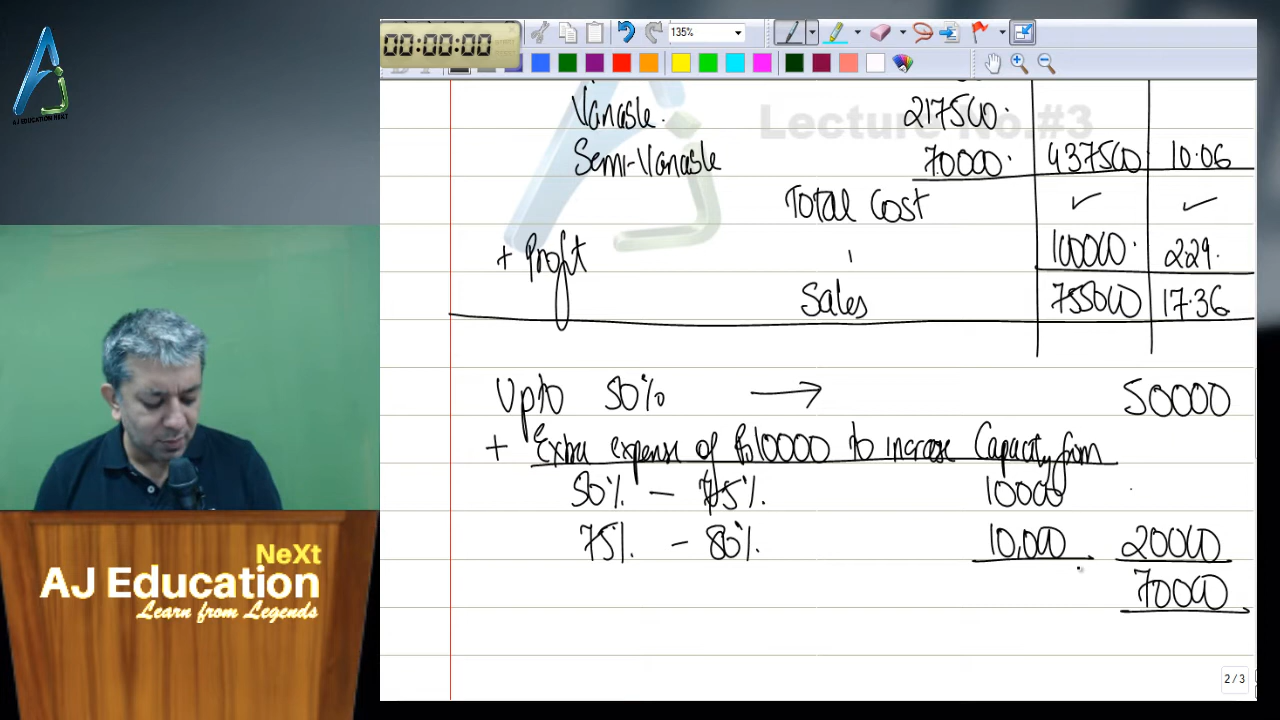 00:00:00
135%
AJ EDUCATION NEXT
Lecture No.#3
Variable. 217500.
Semi-Variable 70000. 437500 10.06
Total Cost ✓ ✓
+ Profit 100000. 2.29.
Sales 755000 17.36
Upto 50% → 50000
+ Extra expense of Rs10000 to increase Capacity from
50% - 75%. 10000
75%. - 80%. 10,000 20000
70000
NeXt
AJ Education
Learn from Legends
2 / 3